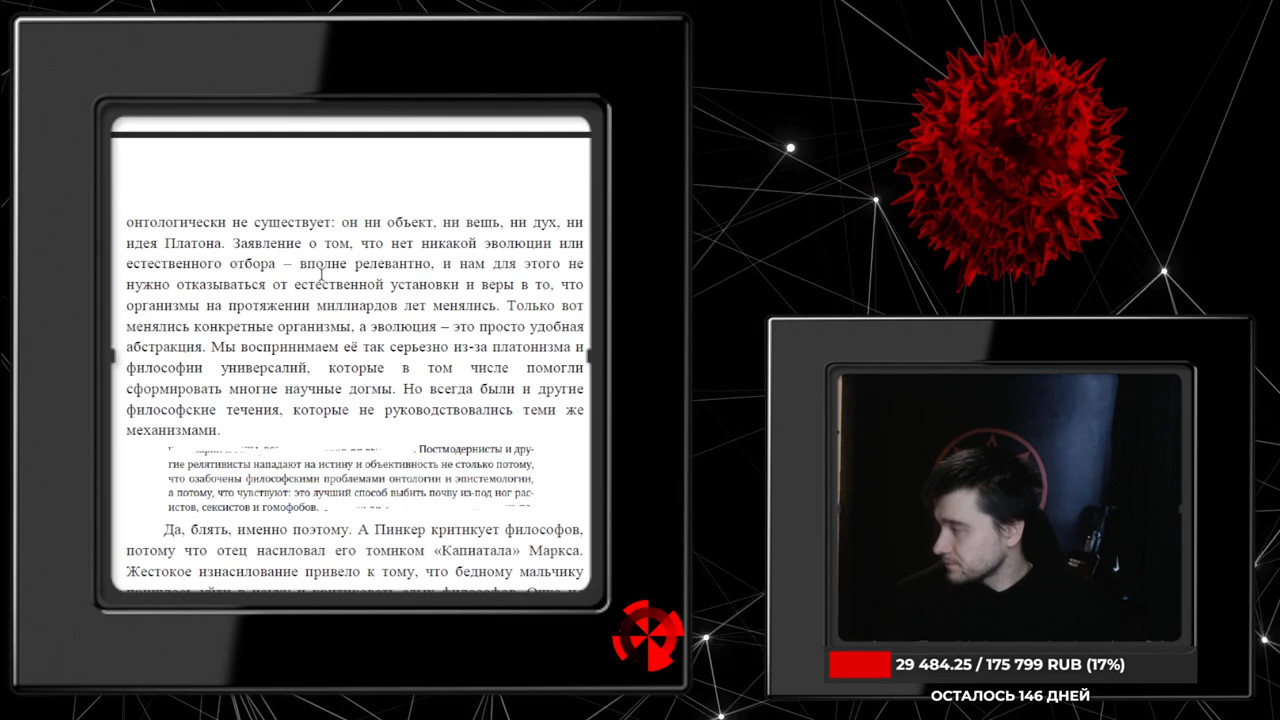 онтологически не существует: он ни объект, ни вещь, ни дух, ни
идея Платона. Заявление о том, что нет никакой эволюции или
естественного отбора – вполне релевантно, и нам для этого не
нужно отказываться от естественной установки и веры в то, что
организмы на протяжении миллиардов лет менялись. Только вот
менялись конкретные организмы, а эволюция – это просто удобная
абстракция. Мы воспринимаем её так серьезно из-за платонизма и
философии универсалий, которые в том числе помогли
сформировать многие научные догмы. Но всегда были и другие
философские течения, которые не руководствовались теми же
механизмами.
Постмодернисты и дру-
гие релятивисты нападают на истину и объективность не столько потому,
что озабочены философскими проблемами онтологии и эпистемологии,
а потому, что чувствуют: это лучший способ выбить почву из-под ног рас-
истов, сексистов и гомофобов.
Да, блять, именно поэтому. А Пинкер критикует философов,
потому что отец насиловал его томиком «Капиатала» Маркса.
Жестокое изнасилование привело к тому, что бедному мальчику
A
29 484.25 / 175 799 RUB (17%)
ОСТАЛОСЬ 146 ДНЕЙ